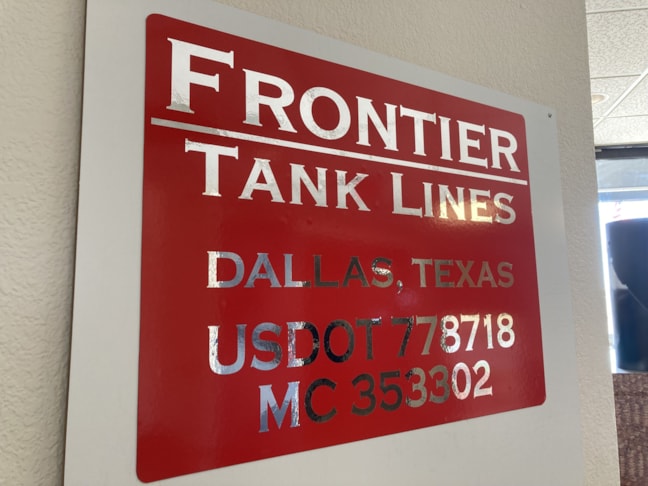 FRONTIER
TANK LINES
DALLAS, TEXAS
USDOT 778718
MC 353302